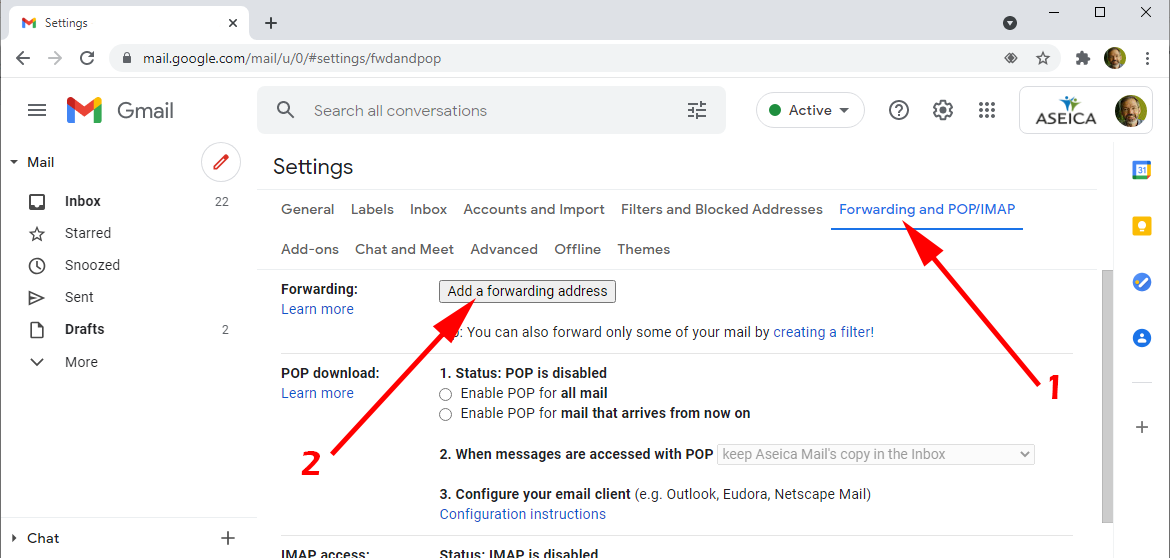 Settings
mail.google.com/mail/u/0/#settings/fwdandpop
Gmail
Search all conversations
Active
ASEICA
Mail
Inbox 22
Starred
Snoozed
Sent
Drafts 2
More
Chat
Settings
General Labels Inbox Accounts and Import Filters and Blocked Addresses Forwarding and POP/IMAP
Add-ons Chat and Meet Advanced Offline Themes
Forwarding: Add a forwarding address
Learn more
: You can also forward only some of your mail by creating a filter!
POP download: 1. Status: POP is disabled
Learn more Enable POP for all mail
Enable POP for mail that arrives from now on
2. When messages are accessed with POP keep Aseica Mail's copy in the Inbox
3. Configure your email client (e.g. Outlook, Eudora, Netscape Mail)
Configuration instructions
IMAP access: Status: IMAP is disabled
1
2
31